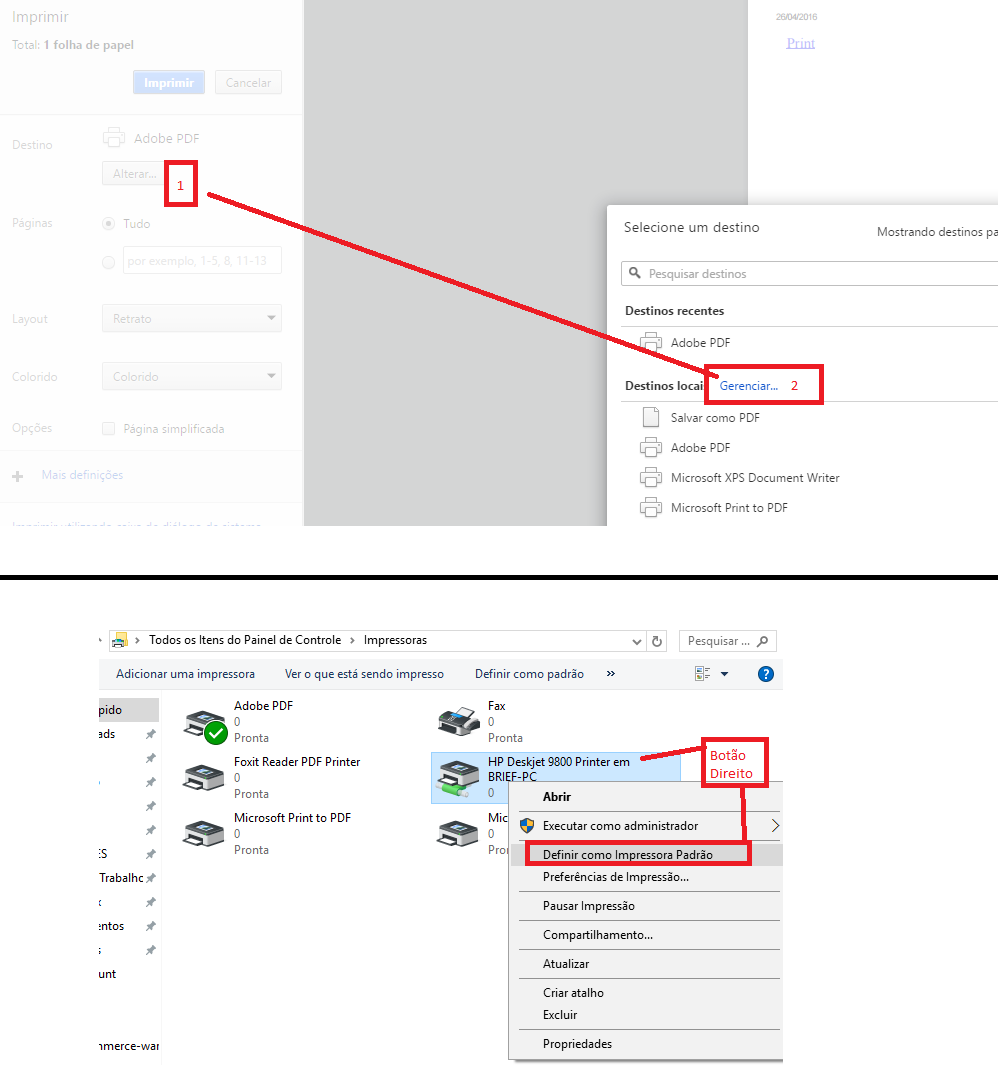 Imprimir
26/04/2016
Total: 1 folha de papel
Print
Imprimir
Cancelar
Destino
Adobe PDF
Alterar...
1
Páginas
Tudo
por exemplo, 1-5, 8, 11-13
Layout
Retrato
Colorido
Colorido
Opções
Página simplificada
Mais definições
Selecione um destino
Mostrando destinos pa
Pesquisar destinos
Destinos recentes
Adobe PDF
Destinos locai
Gerenciar...
2
Salvar como PDF
Adobe PDF
Microsoft XPS Document Writer
Microsoft Print to PDF
Todos os Itens do Painel de Controle > Impressoras
Pesquisar ...
Adicionar uma impressora
Ver o que está sendo impresso
Definir como padrão
»
?
pido
ads
ES
Trabalho
entos
s
unt
mmerce-war
Adobe PDF
0
Pronta
Fax
0
Pronta
Foxit Reader PDF Printer
0
Pronta
HP Deskjet 9800 Printer em
BRIEF-PC
0
Microsoft Print to PDF
0
Pronta
Mic
0
Pron
Botão
Direito
Abrir
Executar como administrador
Definir como Impressora Padrão
Preferências de Impressão...
Pausar Impressão
Compartilhamento...
Atualizar
Criar atalho
Excluir
Propriedades